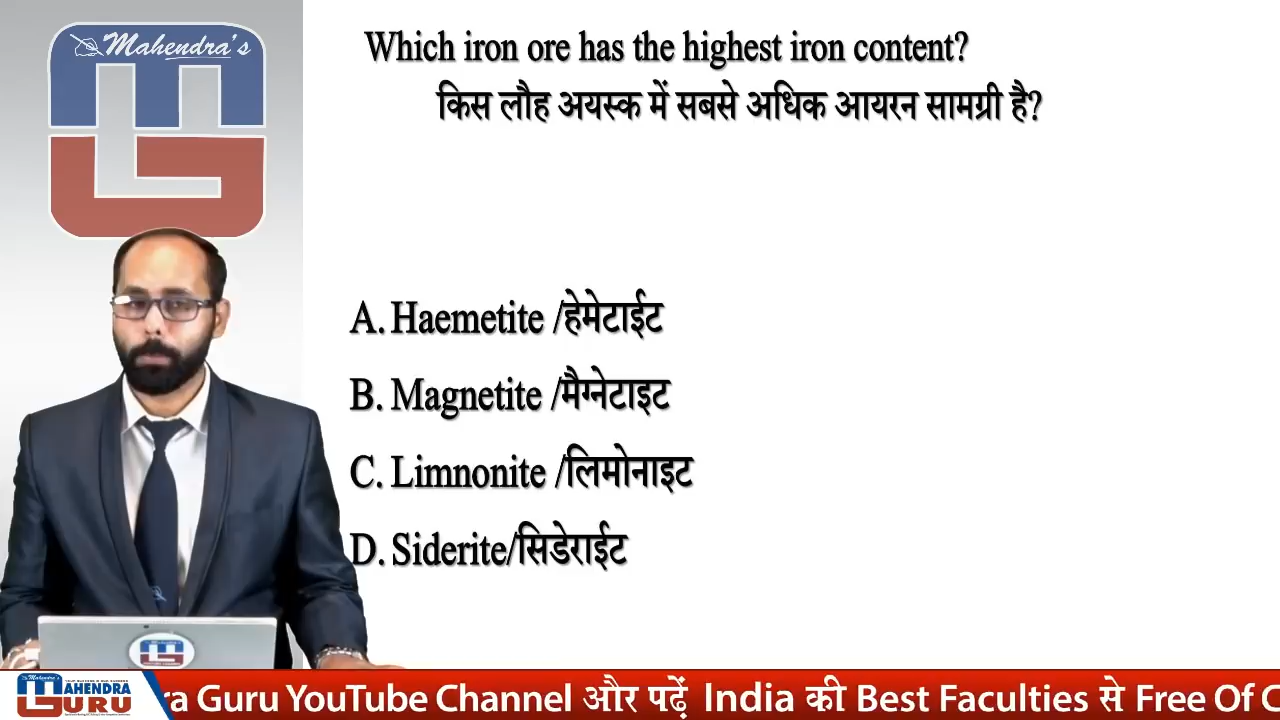 Mahendra's
Which iron ore has the highest iron content?
किस लौह अयस्क में सबसे अधिक आयरन सामग्री है?
A. Haemetite /हेमेटाईट
B. Magnetite /मैग्नेटाइट
C. Limnonite /लिमोनाइट
D. Siderite/सिडेराईट
Mahendra's
MAHENDRA
GURU
ra Guru YouTube Channel और पढ़ें India की Best Faculties से Free Of C